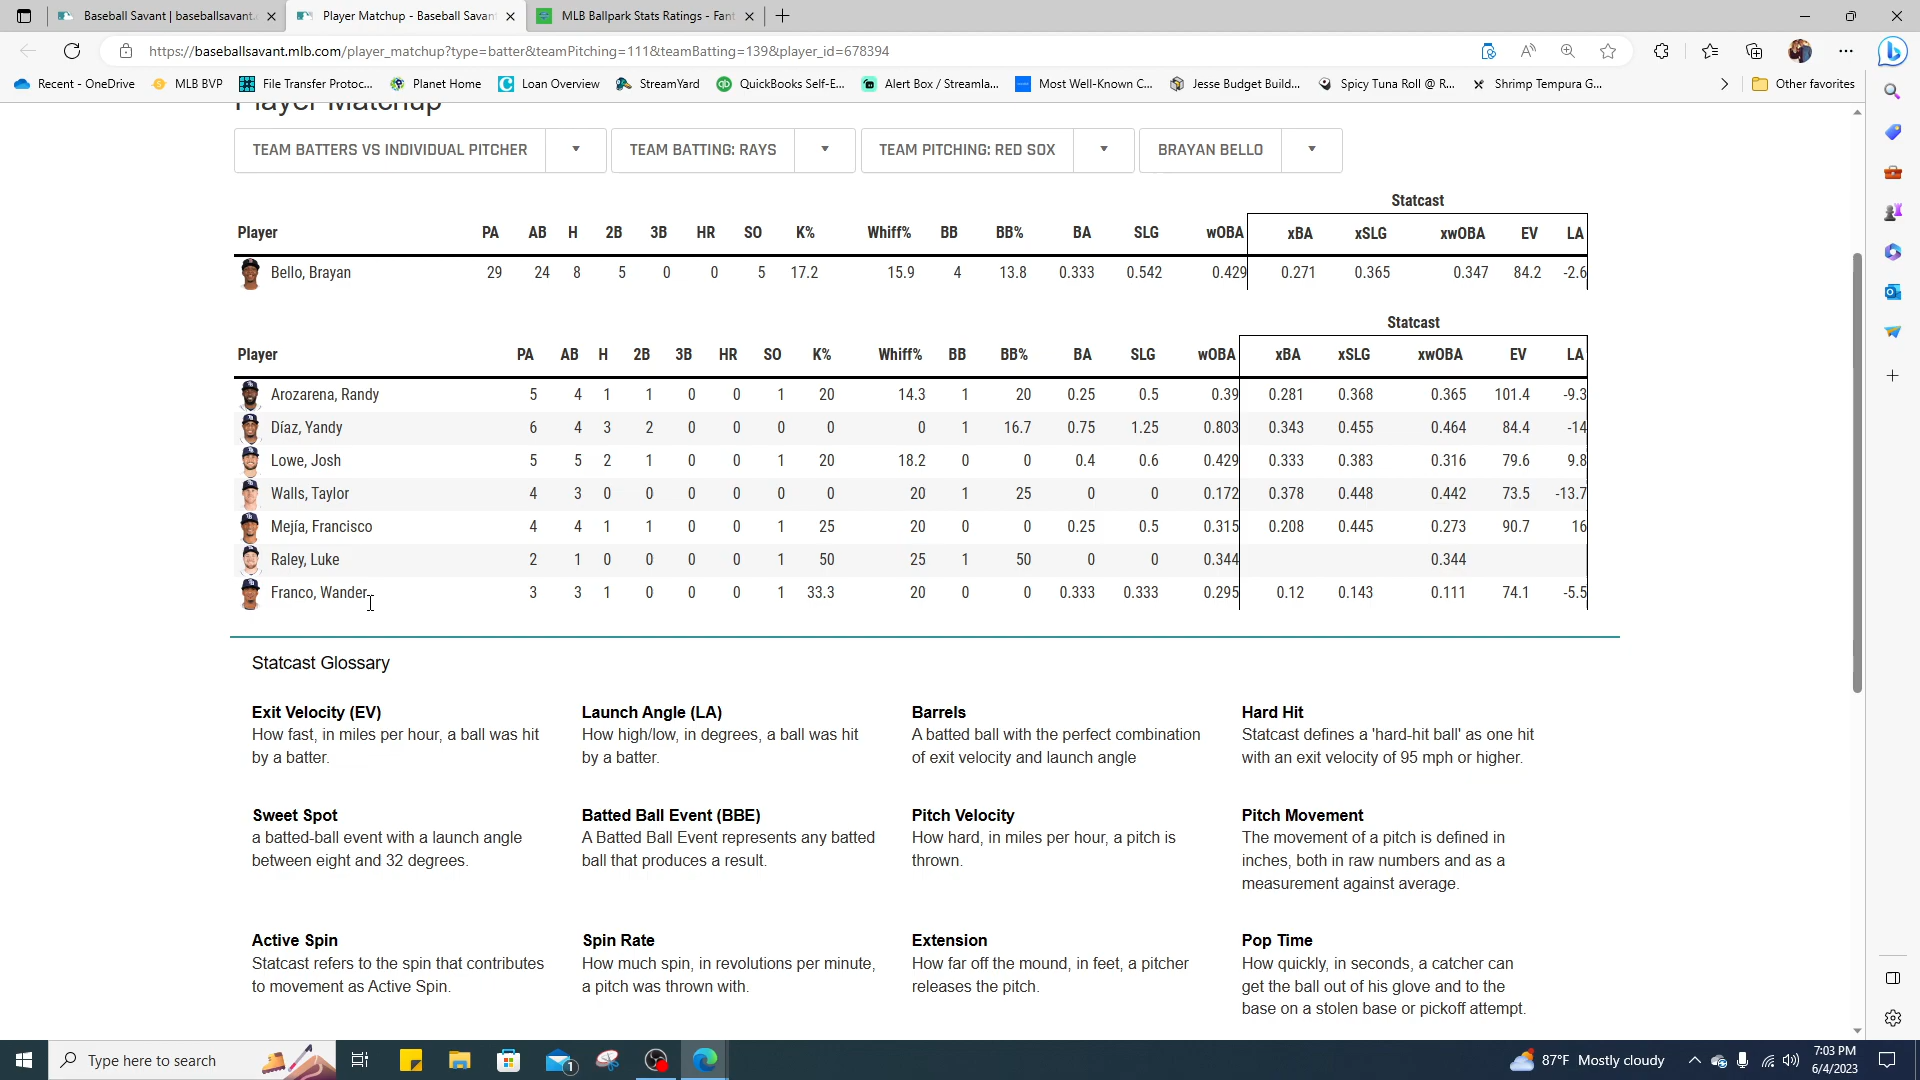 Baseball Savant | baseballsavant.
Player Matchup - Baseball Savan
MLB Ballpark Stats Ratings - Fant
https://baseballsavant.mlb.com/player_matchup?type=batter&teamPitching=111&teamBatting=139&player_id=678394
Recent - OneDrive MLB BVP File Transfer Protoc... Planet Home Loan Overview StreamYard QuickBooks Self-E... Alert Box / Streamla... Most Well-Known C... Jesse Budget Build... Spicy Tuna Roll @ R... Shrimp Tempura G... Other favorites
Player Matchup
TEAM BATTERS VS INDIVIDUAL PITCHER TEAM BATTING: RAYS TEAM PITCHING: RED SOX BRAYAN BELLO
Statcast
Player PA AB H 2B 3B HR SO K% Whiff% BB BB% BA SLG wOBA xBA xSLG xwOBA EV LA
Bello, Brayan 29 24 8 5 0 0 5 17.2 15.9 4 13.8 0.333 0.542 0.429 0.271 0.365 0.347 84.2 -2.6
Statcast
Player PA AB H 2B 3B HR SO K% Whiff% BB BB% BA SLG wOBA xBA xSLG xwOBA EV LA
Arozarena, Randy 5 4 1 1 0 0 1 20 14.3 1 20 0.25 0.5 0.39 0.281 0.368 0.365 101.4 -9.3
Díaz, Yandy 6 4 3 2 0 0 0 0 0 1 16.7 0.75 1.25 0.803 0.343 0.455 0.464 84.4 -14
Lowe, Josh 5 5 2 1 0 0 1 20 18.2 0 0 0.4 0.6 0.429 0.333 0.383 0.316 79.6 9.8
Walls, Taylor 4 3 0 0 0 0 0 0 20 1 25 0 0 0.172 0.378 0.448 0.442 73.5 -13.7
Mejía, Francisco 4 4 1 1 0 0 1 25 20 0 0 0.25 0.5 0.315 0.208 0.445 0.273 90.7 16
Raley, Luke 2 1 0 0 0 0 1 50 25 1 50 0 0 0.344 0.344
Franco, Wander 3 3 1 0 0 0 1 33.3 20 0 0 0.333 0.333 0.295 0.12 0.143 0.111 74.1 -5.5
Statcast Glossary
Exit Velocity (EV)
How fast, in miles per hour, a ball was hit
by a batter.
Launch Angle (LA)
How high/low, in degrees, a ball was hit
by a batter.
Barrels
A batted ball with the perfect combination
of exit velocity and launch angle
Hard Hit
Statcast defines a 'hard-hit ball' as one hit
with an exit velocity of 95 mph or higher.
Sweet Spot
a batted-ball event with a launch angle
between eight and 32 degrees.
Batted Ball Event (BBE)
A Batted Ball Event represents any batted
ball that produces a result.
Pitch Velocity
How hard, in miles per hour, a pitch is
thrown.
Pitch Movement
The movement of a pitch is defined in
inches, both in raw numbers and as a
measurement against average.
Active Spin
Statcast refers to the spin that contributes
to movement as Active Spin.
Spin Rate
How much spin, in revolutions per minute,
a pitch was thrown with.
Extension
How far off the mound, in feet, a pitcher
releases the pitch.
Pop Time
How quickly, in seconds, a catcher can
get the ball out of his glove and to the
base on a stolen base or pickoff attempt.
Type here to search
1
87°F Mostly cloudy
7:03 PM
6/4/2023